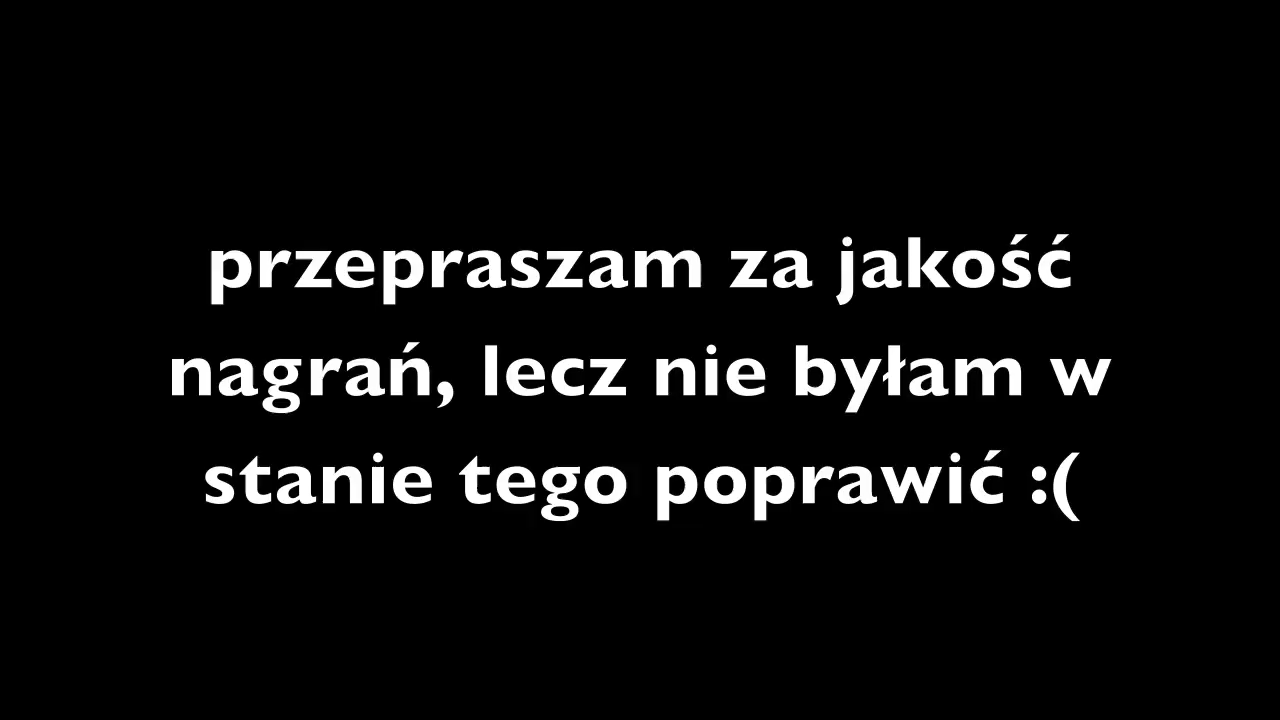 przepraszam za jakość
nagrań, lecz nie byłam w
stanie tego poprawić :(